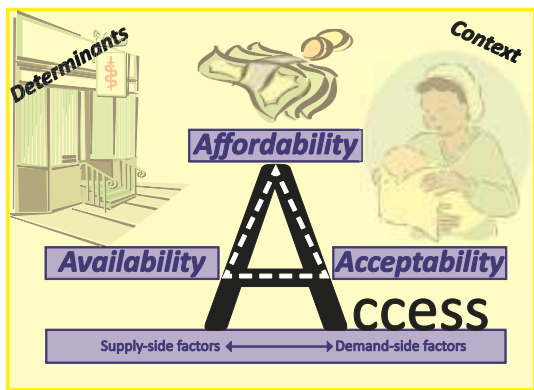 Determinants
Context
Affordability
Availability
Acceptability
Access
Supply-side factors
Demand-side factors